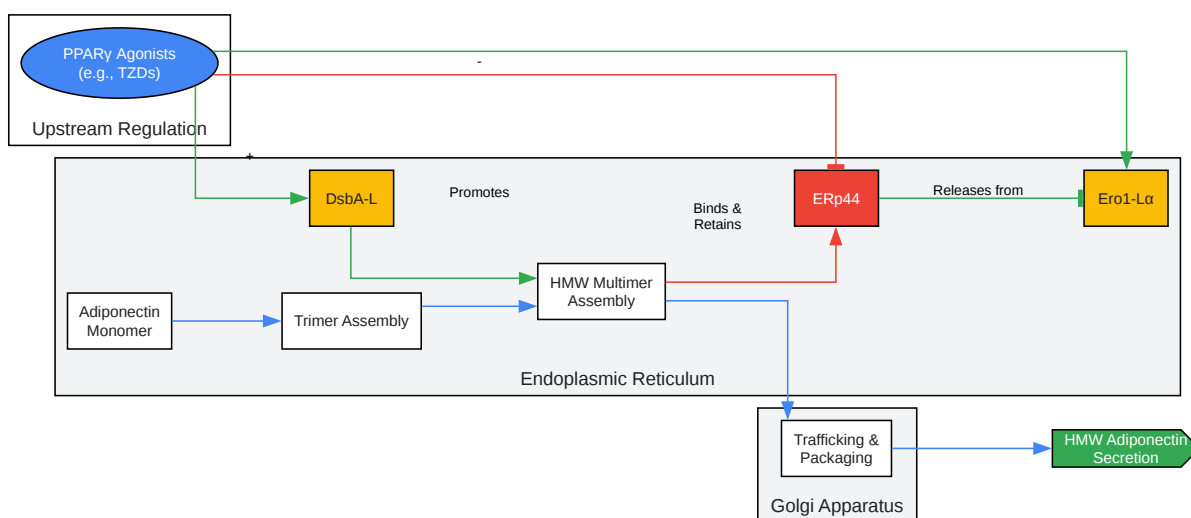 PPARγ Agonists
(e.g., TZDs)
-
Upstream Regulation
+
DsbA-L
Promotes
Binds &
Retains
ERp44
Releases from
Ero1-Lα
Adiponectin
Monomer
Trimer Assembly
HMW Multimer
Assembly
Endoplasmic Reticulum
Trafficking &
Packaging
Golgi Apparatus
HMW Adiponectin
Secretion